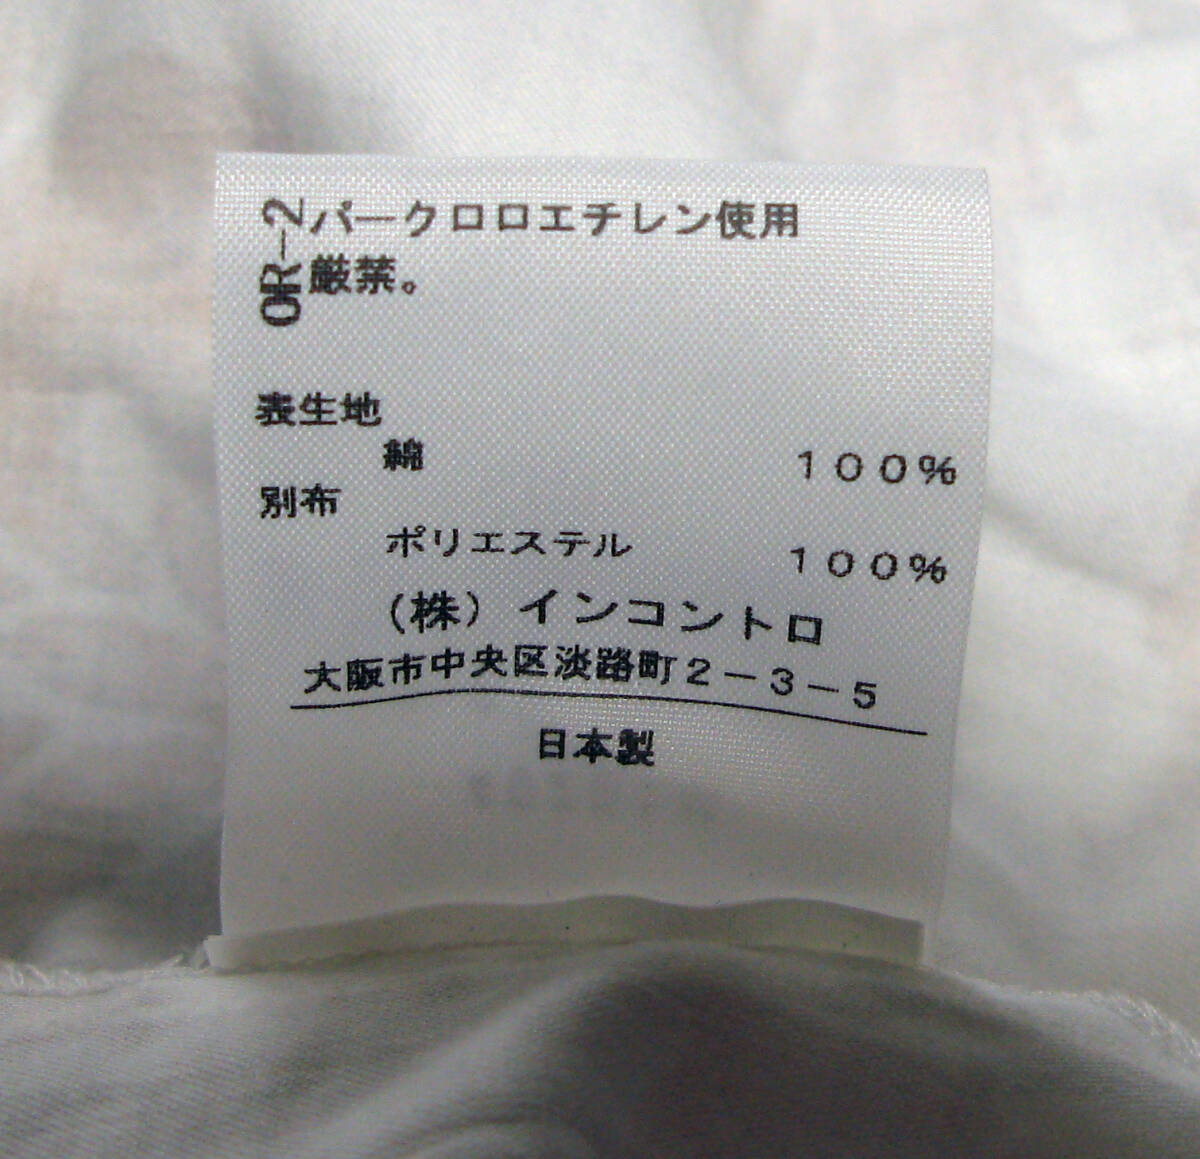 OR-2
パークロロエチレン使用
厳禁。
表生地
綿 100%
別布
ポリエステル 100%
(株) インコントロ
大阪市中央区淡路町2-3-5
日本製